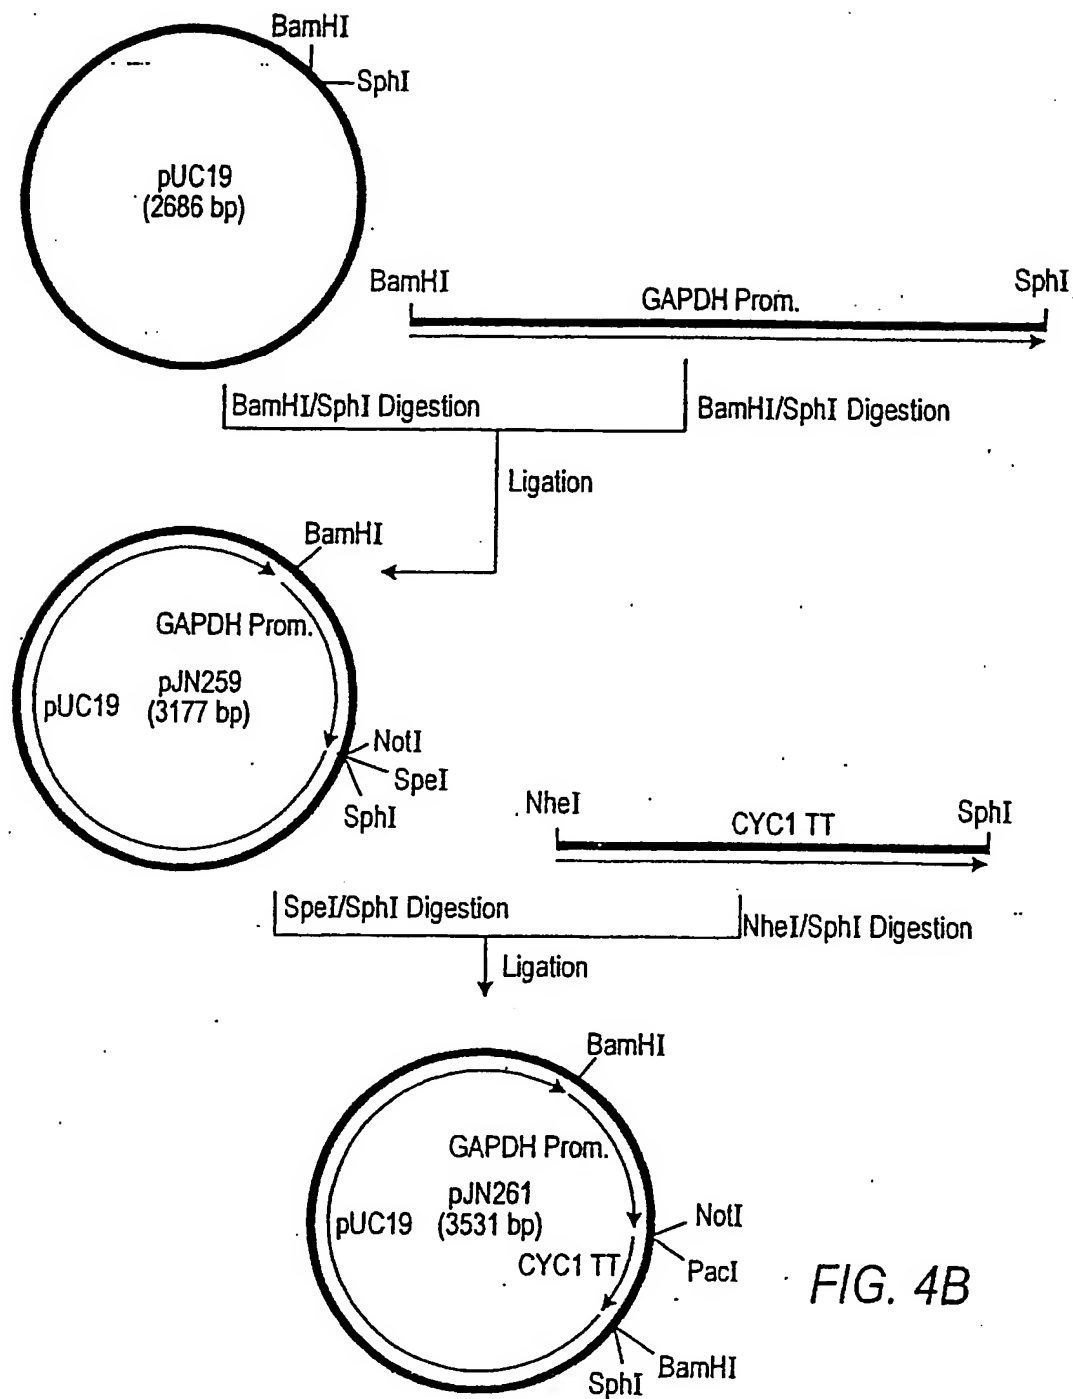 BamHI
SphI
pUC19
(2686 bp)
BamHI
GAPDH Prom.
SphI
BamHI/SphI Digestion
BamHI/SphI Digestion
Ligation
BamHI
GAPDH Prom.
pUC19
pJN259
(3177 bp)
NotI
SpeI
SphI
NheI
CYC1 TT
SphI
SpeI/SphI Digestion
NheI/SphI Digestion
Ligation
BamHI
GAPDH Prom.
pUC19
pJN261
(3531 bp)
NotI
PacI
CYC1 TT
BamHI
SphI
FIG. 4B